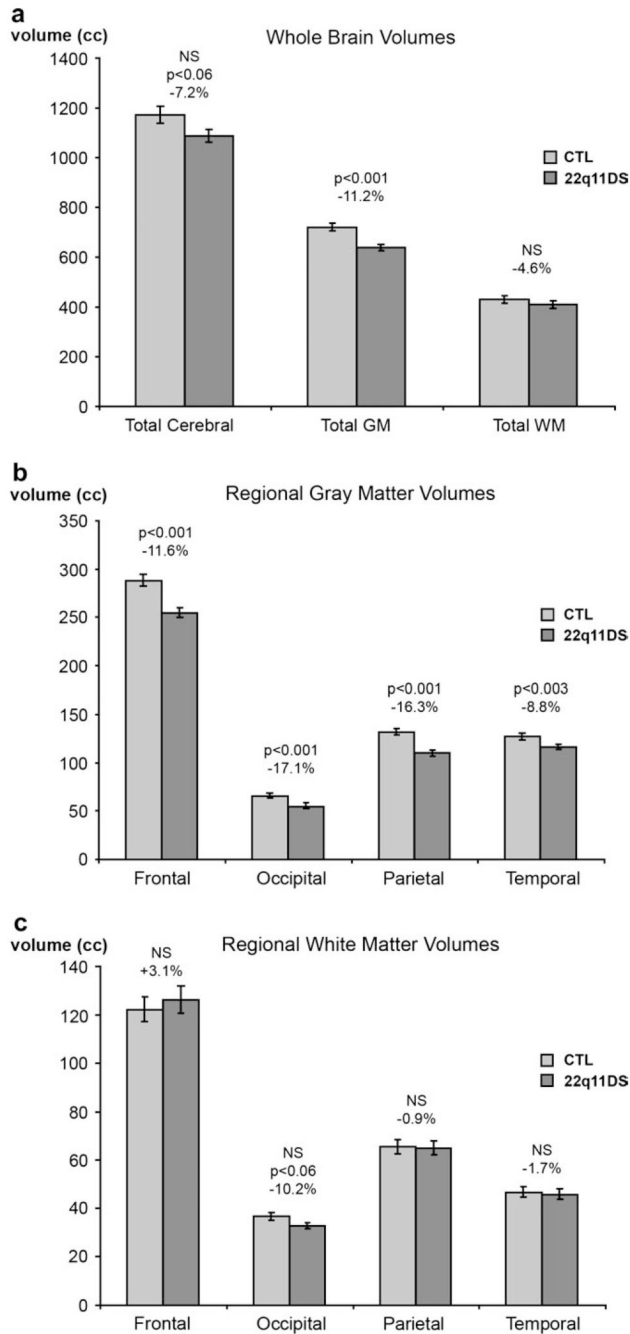 a
volume (cc)
Whole Brain Volumes
1400
1200
1000
800
600
400
200
0
NS
p<0.06
-7.2%
p<0.001
-11.2%
NS
-4.6%
CTL
22q11DS
Total Cerebral
Total GM
Total WM
b
volume (cc)
Regional Gray Matter Volumes
350
300
250
200
150
100
50
0
p<0.001
-11.6%
p<0.001
-17.1%
p<0.001
-16.3%
p<0.003
-8.8%
CTL
22q11DS
Frontal
Occipital
Parietal
Temporal
c
volume (cc)
Regional White Matter Volumes
140
120
100
80
60
40
20
0
NS
+3.1%
NS
p<0.06
-10.2%
NS
-0.9%
NS
-1.7%
CTL
22q11DS
Frontal
Occipital
Parietal
Temporal